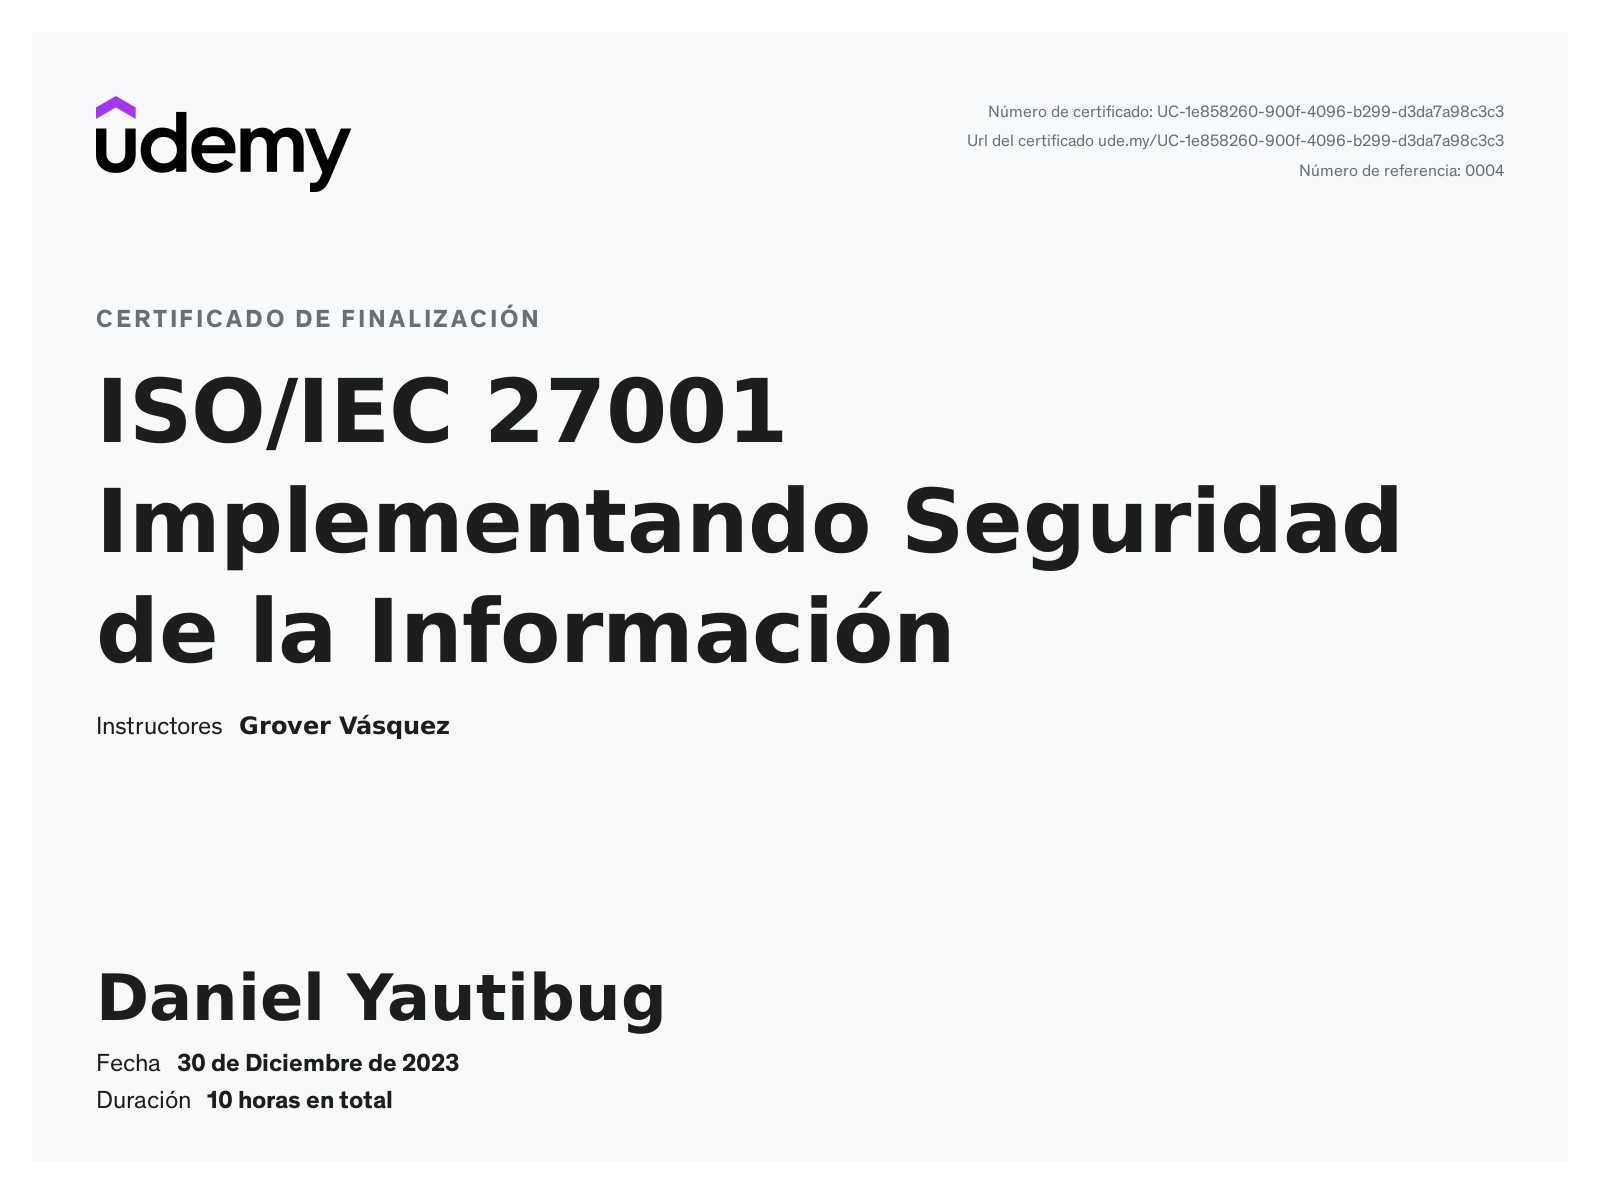 udemy
Número de certificado: UC-1e858260-900f-4096-b299-d3da7a98c3c3
Url del certificado ude.my/UC-1e858260-900f-4096-b299-d3da7a98c3c3
Número de referencia: 0004
CERTIFICADO DE FINALIZACIÓN
ISO/IEC 27001
Implementando Seguridad
de la Información
Instructores Grover Vásquez
Daniel Yautibug
Fecha 30 de Diciembre de 2023
Duración 10 horas en total